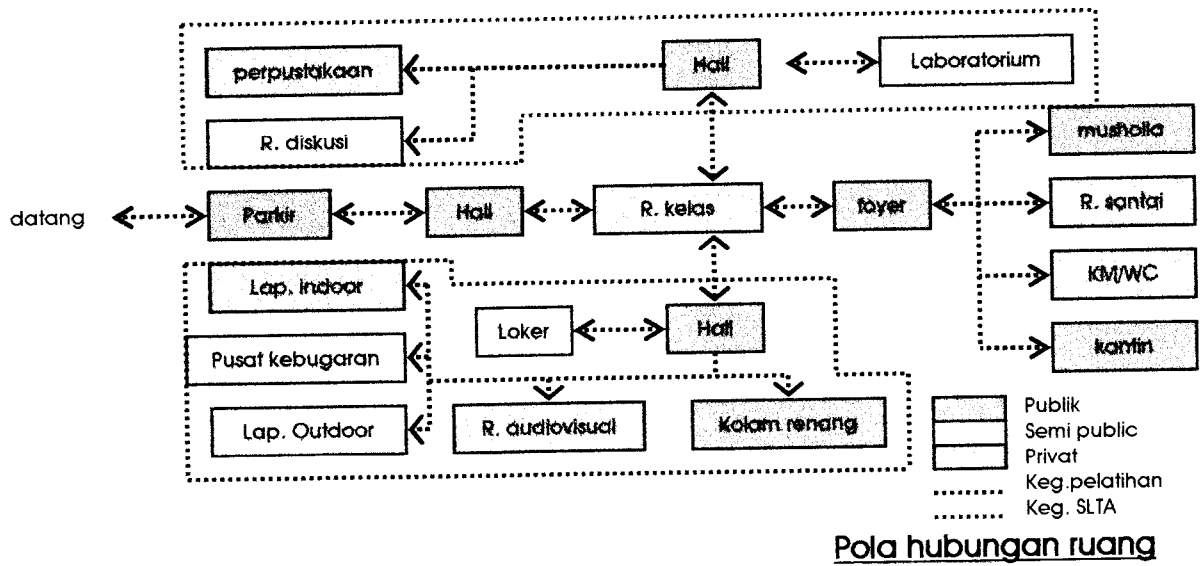 perpustakaan
Hall
Laboratorium
R. diskusi
musholla
datang
Parkir
Hall
R. kelas
foyer
R. santai
Lap. Indoor
KM/WC
Loker
Hall
Pusat kebugaran
kantin
Lap. Outdoor
R. audiovisual
Kolam renang
Publik
Semi public
Privat
Keg.pelatihan
Keg. SLTA
Pola hubungan ruang